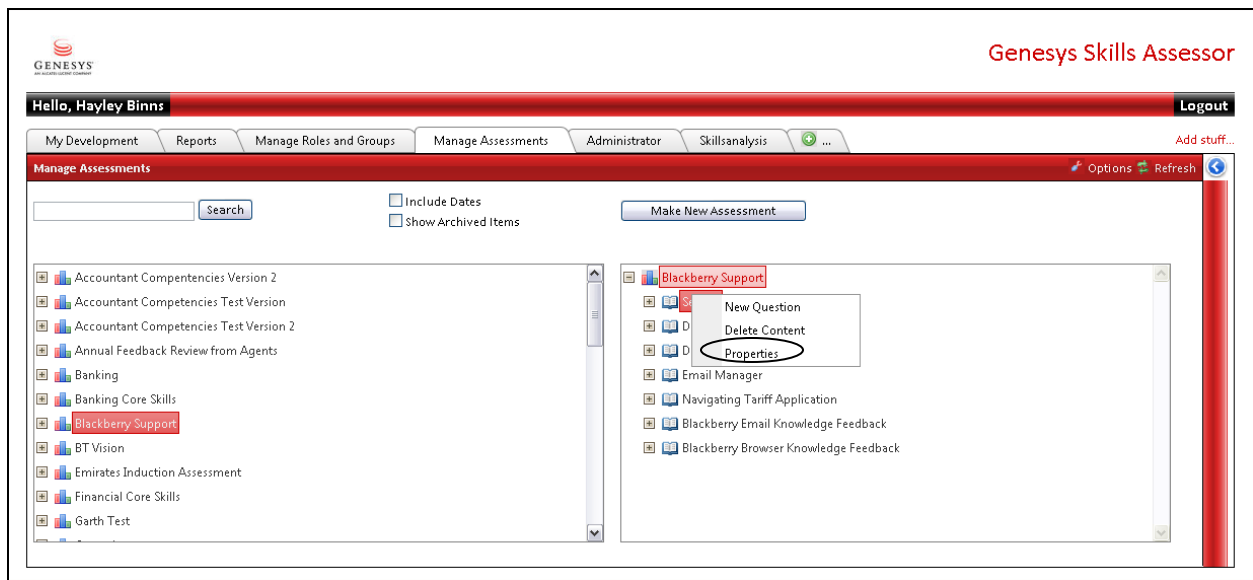 GENESYS
AN ALCATEL-LUCENT COMPANY
Genesys Skills Assessor
Hello, Hayley Binns
Logout
My Development Reports Manage Roles and Groups Manage Assessments Administrator Skillsanalysis ...
Add stuff...
Manage Assessments
Options Refresh
Search
Include Dates
Show Archived Items
Make New Assessment
Accountant Compentencies Version 2
Accountant Competencies Test Version
Accountant Competencies Test Version 2
Annual Feedback Review from Agents
Banking
Banking Core Skills
Blackberry Support
BT Vision
Emirates Induction Assessment
Financial Core Skills
Garth Test
Blackberry Support
Se
New Question
D
Delete Content
D
Properties
Email Manager
Navigating Tariff Application
Blackberry Email Knowledge Feedback
Blackberry Browser Knowledge Feedback